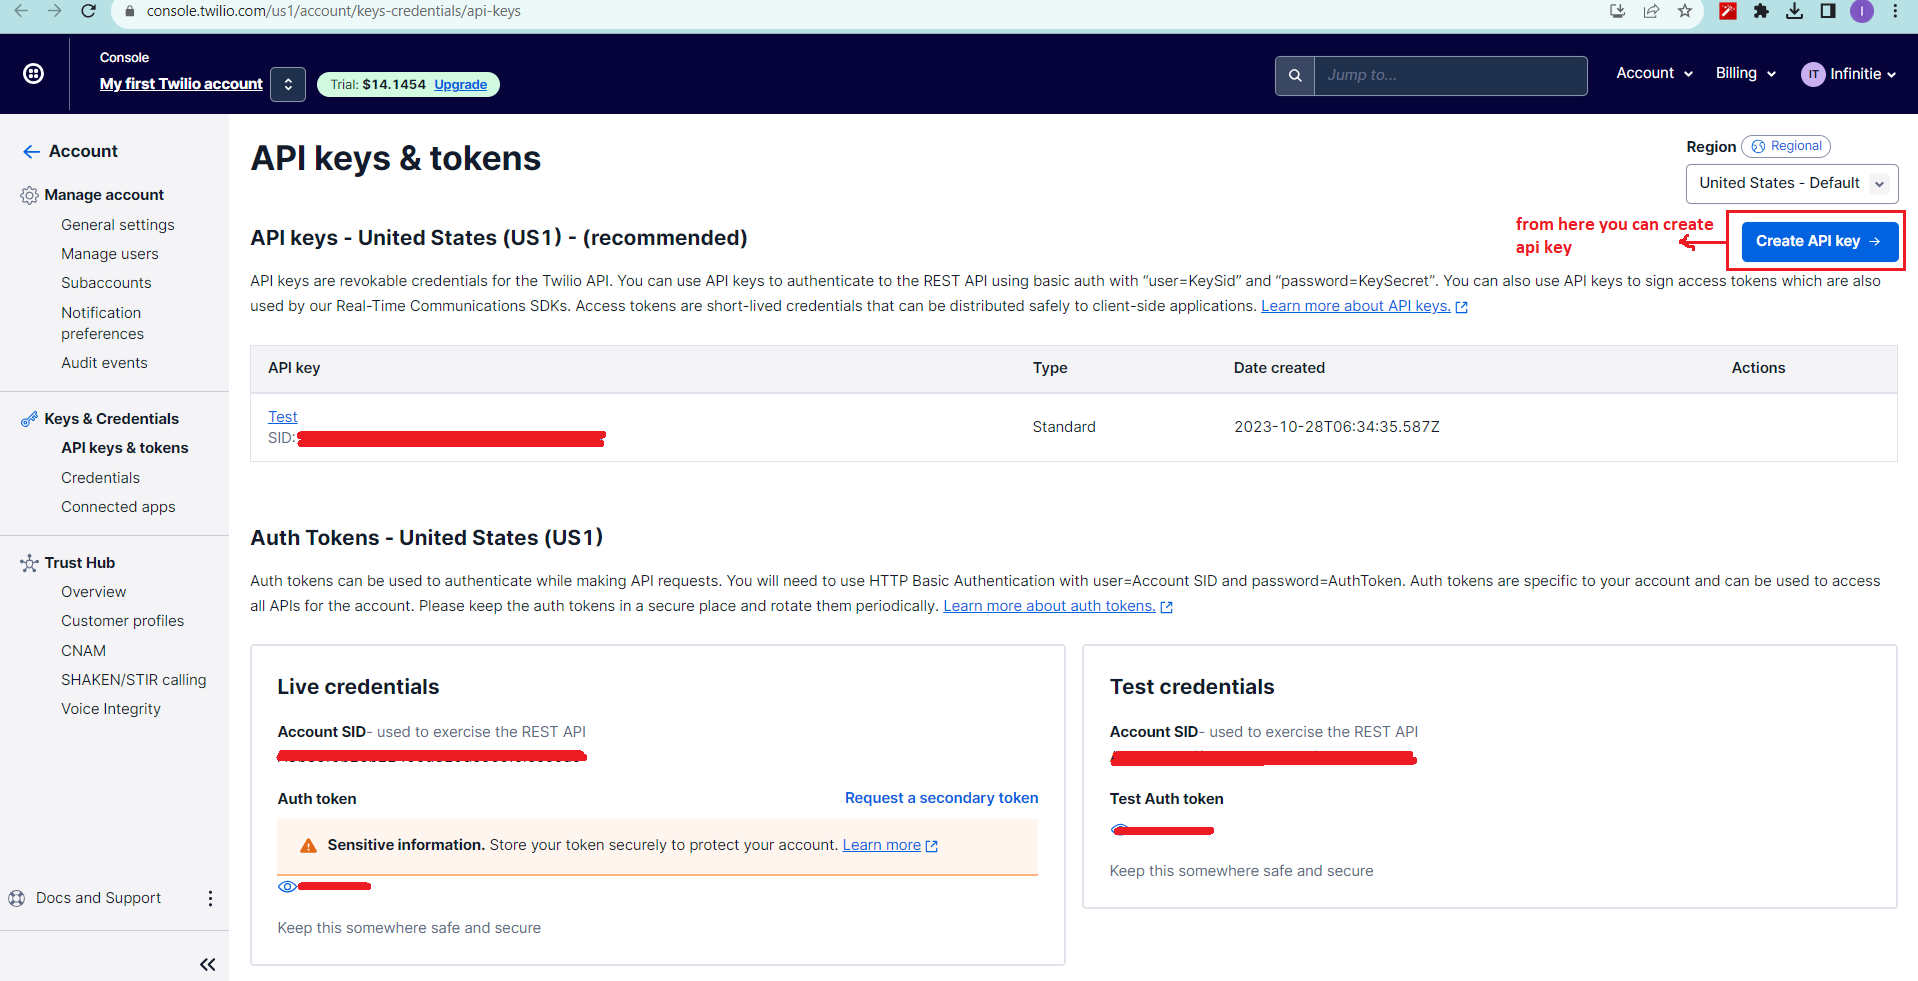 console.twilio.com/us1/account/keys-credentials/api-keys
I
Console
My first Twilio account
Trial: $14.1454 Upgrade
Jump to...
Account
Billing
IT Infinitie
Account
Manage account
General settings
Manage users
Subaccounts
Notification
preferences
Audit events
Keys & Credentials
API keys & tokens
Credentials
Connected apps
Trust Hub
Overview
Customer profiles
CNAM
SHAKEN/STIR calling
Voice Integrity
Docs and Support
API keys & tokens
Region Regional
United States - Default
API keys - United States (US1) - (recommended)
from here you can create
api key
Create API key →
API keys are revokable credentials for the Twilio API. You can use API keys to authenticate to the REST API using basic auth with “user=KeySid” and “password=KeySecret”. You can also use API keys to sign access tokens which are also
used by our Real-Time Communications SDKs. Access tokens are short-lived credentials that can be distributed safely to client-side applications. Learn more about API keys.
API key Type Date created Actions
Test
SID:
Standard
2023-10-28T06:34:35.587Z
Auth Tokens - United States (US1)
Auth tokens can be used to authenticate while making API requests. You will need to use HTTP Basic Authentication with user=Account SID and password=AuthToken. Auth tokens are specific to your account and can be used to access
all APIs for the account. Please keep the auth tokens in a secure place and rotate them periodically. Learn more about auth tokens.
Live credentials
Account SID- used to exercise the REST API
Auth token
Request a secondary token
Sensitive information. Store your token securely to protect your account. Learn more
Keep this somewhere safe and secure
Test credentials
Account SID- used to exercise the REST API
Test Auth token
Keep this somewhere safe and secure